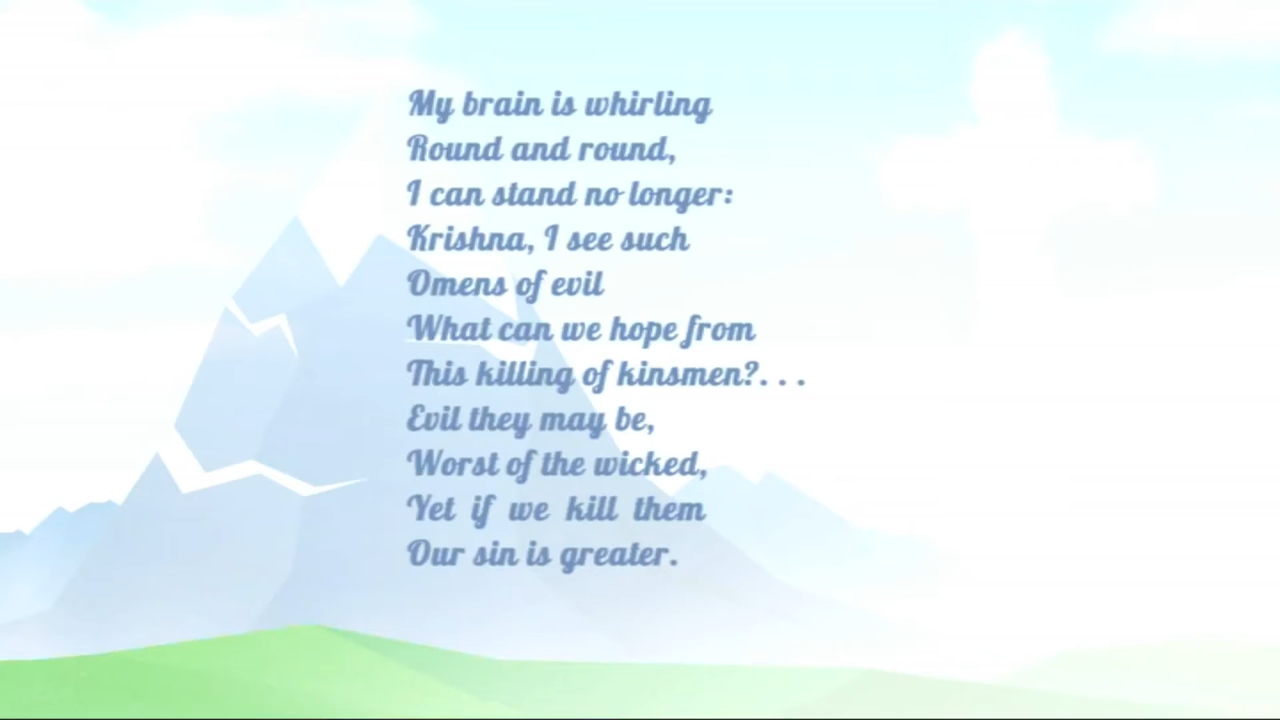 My brain is whirling
Round and round,
I can stand no longer:
Krishna, I see such
Omens of evil
What can we hope from
This killing of kinsmen?. . .
Evil they may be,
Worst of the wicked,
Yet if we kill them
Our sin is greater.